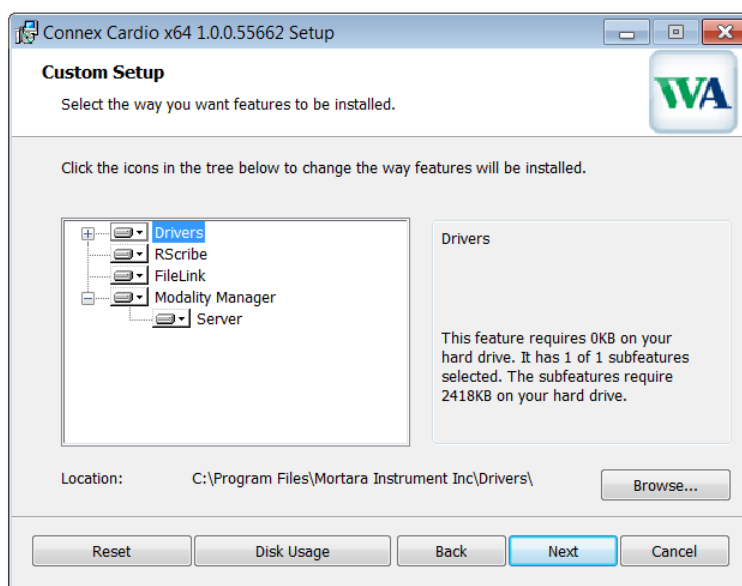 Connex Cardio x64 1.0.0.55662 Setup
Custom Setup
Select the way you want features to be installed.
WA
Click the icons in the tree below to change the way features will be installed.
Drivers
RScribe
FileLink
Modality Manager
Server
Drivers
This feature requires 0KB on your
hard drive. It has 1 of 1 subfeatures
selected. The subfeatures require
2418KB on your hard drive.
Location: C:\Program Files\Mortara Instrument Inc\Drivers\
Browse...
Reset Disk Usage Back Next Cancel